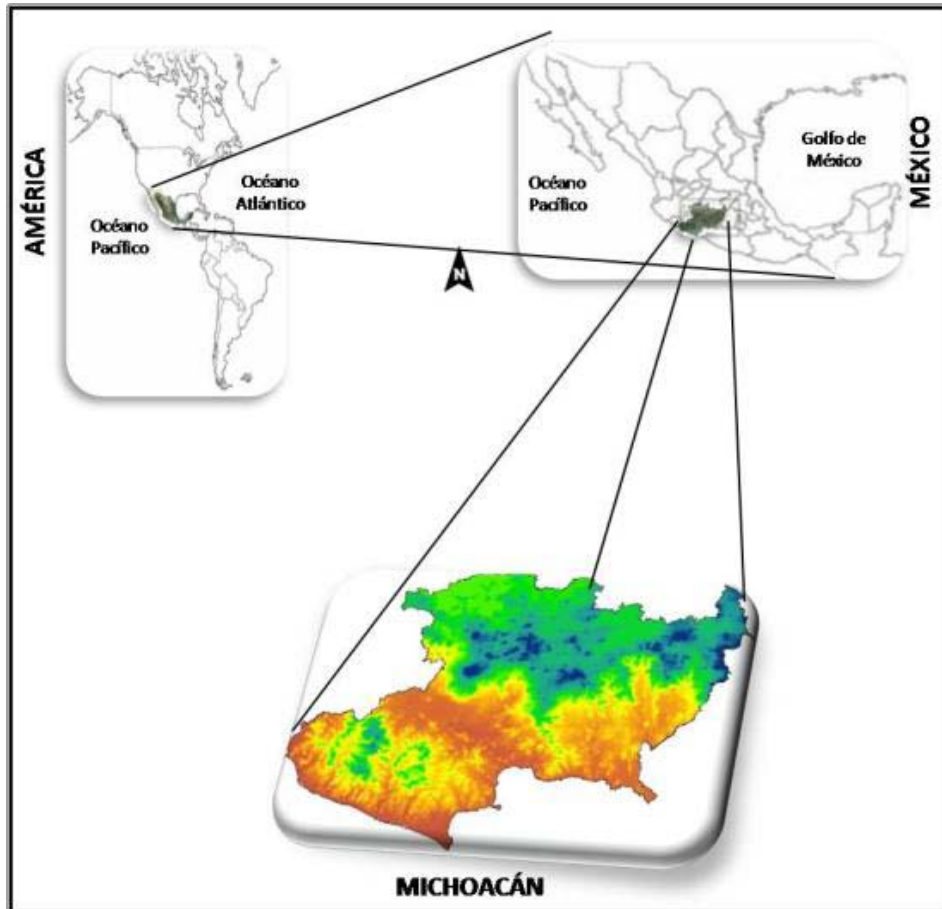 AMÉRICA
Océano
Atlántico
Océano
Pacífico
N
Golfo de
México
Océano
Pacífico
MÉXICO
MICHOACÁN